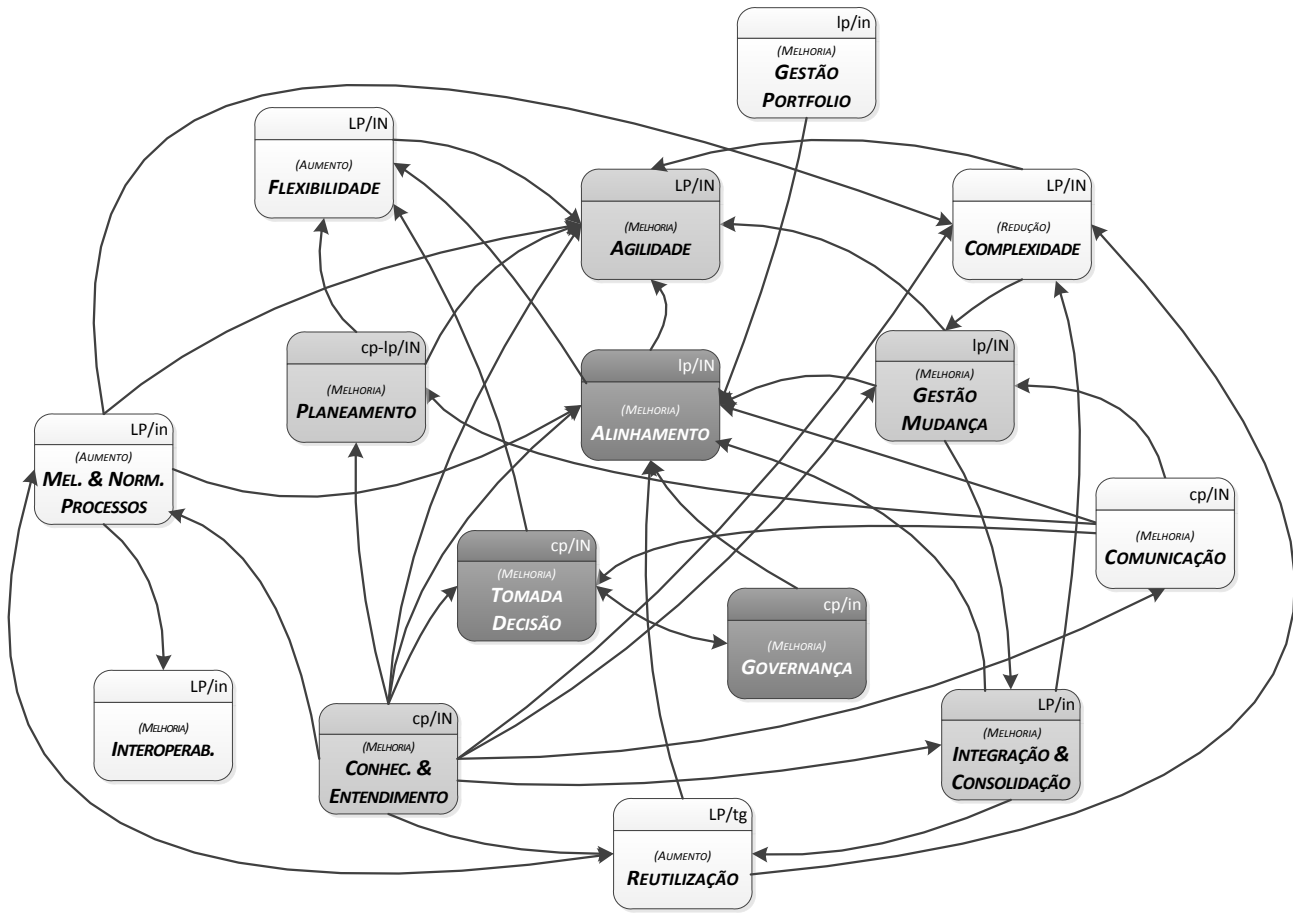 lp/in
(MELHORIA)
GESTÃO
PORTFOLIO
LP/IN
(AUMENTO)
FLEXIBILIDADE
LP/IN
(MELHORIA)
AGILIDADE
LP/IN
(REDUÇÃO)
COMPLEXIDADE
cp-lp/IN
(MELHORIA)
PLANEAMENTO
lp/IN
(MELHORIA)
ALINHAMENTO
lp/IN
(MELHORIA)
GESTÃO
MUDANÇA
LP/in
(AUMENTO)
MEL. & NORM.
PROCESSOS
cp/IN
(MELHORIA)
COMUNICAÇÃO
cp/IN
(MELHORIA)
TOMADA
DECISÃO
cp/in
(MELHORIA)
GOVERNANÇA
LP/in
(MELHORIA)
INTEROPERAB.
cp/IN
(MELHORIA)
CONHEC. &
ENTENDIMENTO
LP/in
(MELHORIA)
INTEGRAÇÃO &
CONSOLIDAÇÃO
LP/tg
(AUMENTO)
REUTILIZAÇÃO